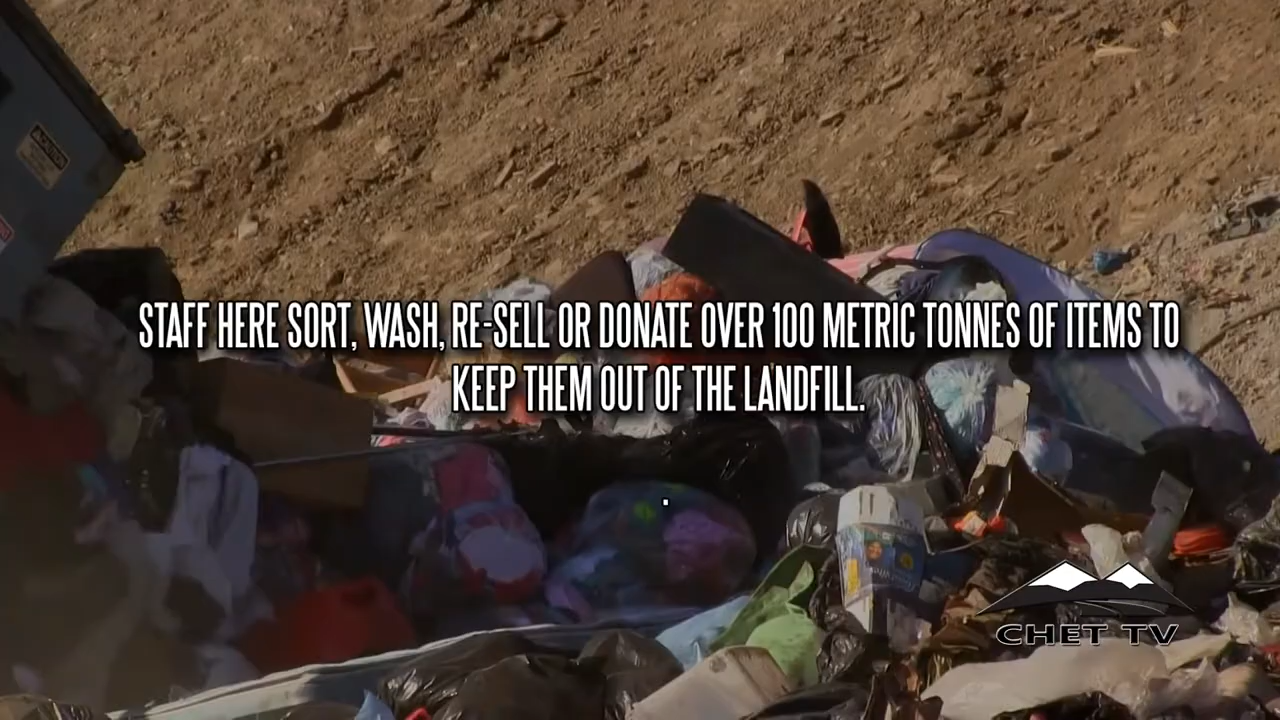 STAFF HERE SORT, WASH, RE-SELL OR DONATE OVER 100 METRIC TONNES OF ITEMS TO
KEEP THEM OUT OF THE LANDFILL.
.
CHET TV